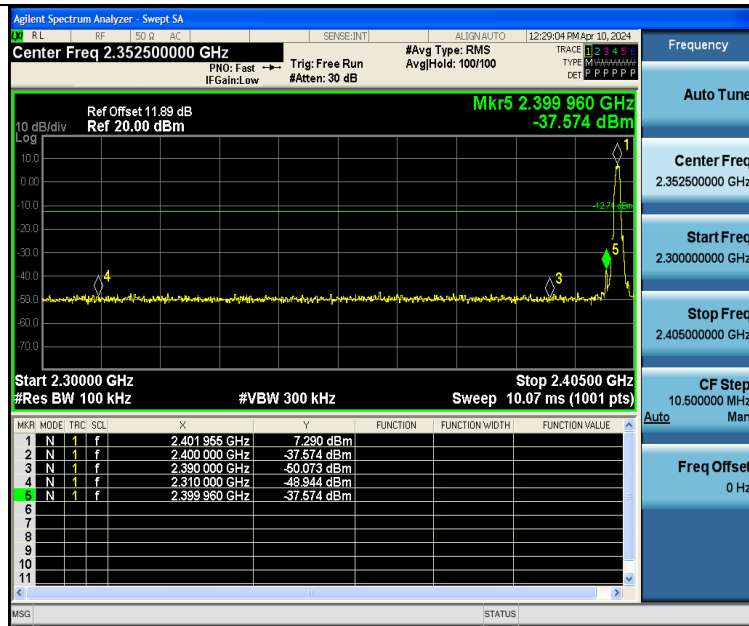 Agilent Spectrum Analyzer - Swept SA
RL RF 50 Ω AC SENSE:INT ALIGN AUTO 12:29:04 PM Apr 10, 2024
Center Freq 2.352500000 GHz
PNO: Fast
IFGain:Low
Trig: Free Run
#Atten: 30 dB
#Avg Type: RMS
Avg|Hold: 100/100
TRACE 1 2 3 4 5 6
TYPE M
DET P P P P P P
Ref Offset 11.89 dB
Ref 20.00 dBm
10 dB/div
Log
Mkr5 2.399 960 GHz
-37.574 dBm
10.0
0.00
-10.0
-20.0
-30.0
-40.0
-50.0
-60.0
-70.0
1
-12.71 dBm
5
4
3
Start 2.30000 GHz Stop 2.40500 GHz
#Res BW 100 kHz #VBW 300 kHz Sweep 10.07 ms (1001 pts)
MKR MODE TRC SCL X Y FUNCTION FUNCTION WIDTH FUNCTION VALUE
1 N 1 f 2.401 955 GHz 7.290 dBm
2 N 1 f 2.400 000 GHz -37.574 dBm
3 N 1 f 2.390 000 GHz -50.073 dBm
4 N 1 f 2.310 000 GHz -48.944 dBm
5 N 1 f 2.399 960 GHz -37.574 dBm
6
7
8
9
10
11
MSG STATUS
Frequency
Auto Tune
Center Freq
2.352500000 GHz
Start Freq
2.300000000 GHz
Stop Freq
2.405000000 GHz
CF Step
10.500000 MHz
Auto Man
Freq Offset
0 Hz